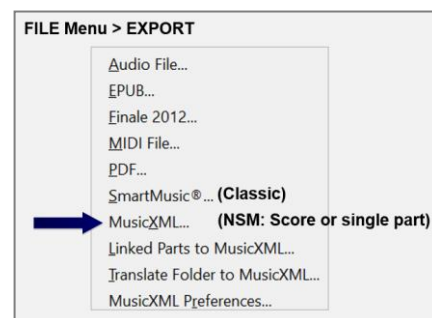 FILE Menu > EXPORT
Audio File...
EPUB...
Finale 2012...
MIDI File...
PDF...
SmartMusic®... (Classic)
MusicXML... (NSM: Score or single part)
Linked Parts to MusicXML...
Translate Folder to MusicXML...
MusicXML Preferences...